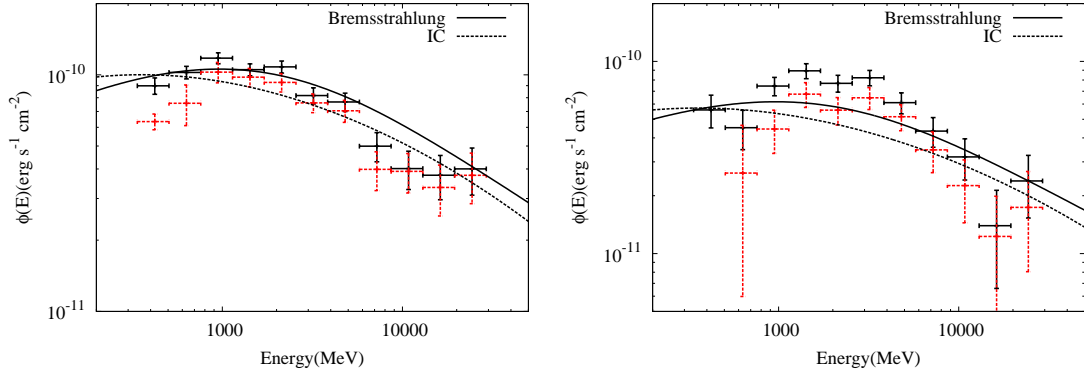 Bremsstrahlung
IC
10^-10
10^-11
1000
10000
Energy(MeV)
ϕ(E)(erg s^-1 cm^-2)
Bremsstrahlung
IC
10^-10
10^-11
1000
10000
Energy(MeV)
ϕ(E)(erg s^-1 cm^-2)